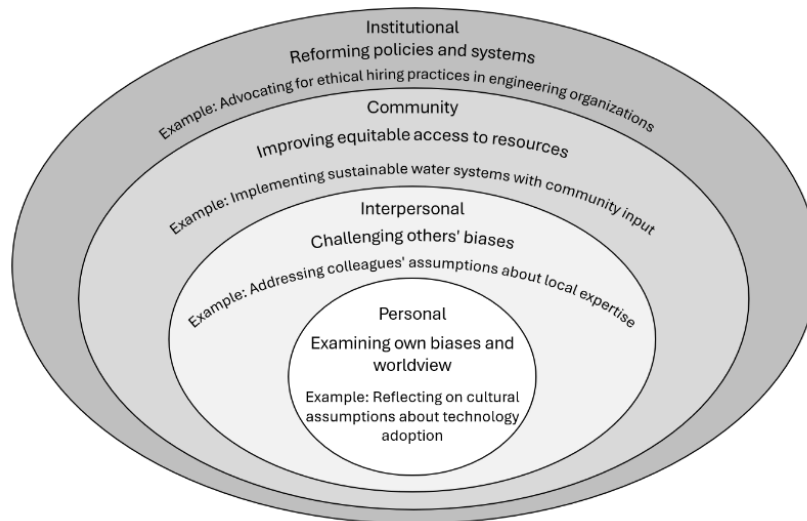 Institutional
Reforming policies and systems
Example: Advocating for ethical hiring practices in engineering organizations
Community
Improving equitable access to resources
Example: Implementing sustainable water systems with community input
Interpersonal
Challenging others' biases
Example: Addressing colleagues' assumptions about local expertise
Personal
Examining own biases and
worldview
Example: Reflecting on cultural
assumptions about technology
adoption